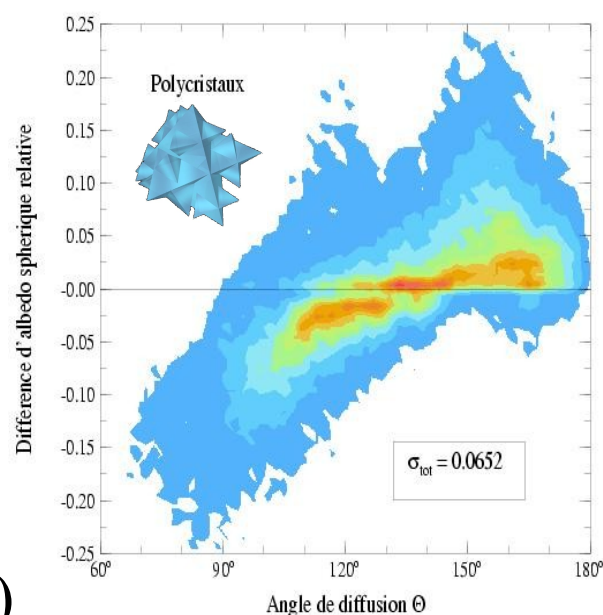 0.25
0.20
0.15
0.10
0.05
-0.00
-0.05
-0.10
-0.15
-0.20
-0.25
Difference d'albedo spherique relative
Polycristaux
σtot = 0.0652
60° 90° 120° 150° 180°
Angle de diffusion Θ
)